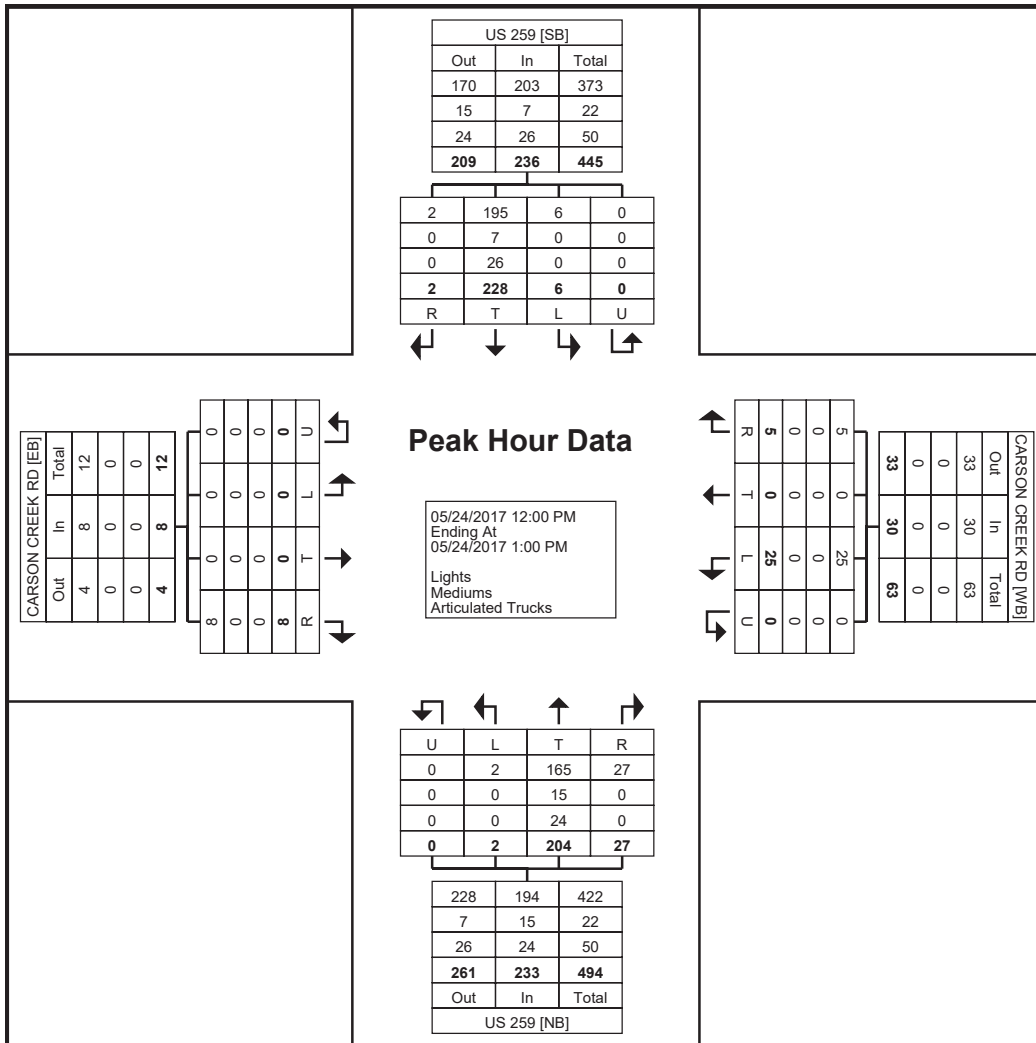 US 259 [SB]
Out In Total
170 203 373
15 7 22
24 26 50
209 236 445
2 195 6 0
0 7 0 0
0 26 0 0
2 228 6 0
R T L U
CARSON CREEK RD [EB]
Total 12 0 0 12
In 8 0 0 8
Out 4 0 0 4
0 0 0 0 U
0 0 0 0 L
0 0 0 0 T
8 0 0 8 R
Peak Hour Data
05/24/2017 12:00 PM
Ending At
05/24/2017 1:00 PM
Lights
Mediums
Articulated Trucks
R 5 0 0 5
T 0 0 0 0
L 25 0 0 25
U 0 0 0 0
33 0 0 33 Out
30 0 0 30 In
63 0 0 63 Total
CARSON CREEK RD [WB]
U L T R
0 2 165 27
0 0 15 0
0 0 24 0
0 2 204 27
228 194 422
7 15 22
26 24 50
261 233 494
Out In Total
US 259 [NB]